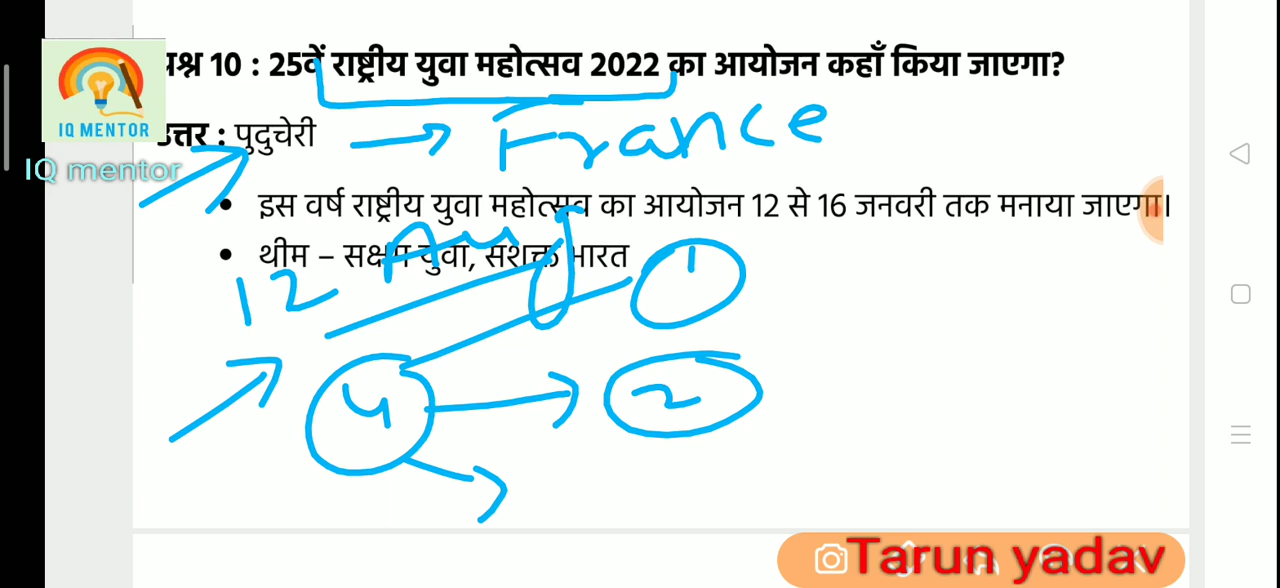 प्रश्न 10 : 25वें राष्ट्रीय युवा महोत्सव 2022 का आयोजन कहाँ किया जाएगा?
IQ MENTOR
उत्तर : पुदुचेरी → France
IQ mentor
• इस वर्ष राष्ट्रीय युवा महोत्सव का आयोजन 12 से 16 जनवरी तक मनाया जाएगा।
• थीम – सक्षम युवा, सशक्त भारत
12 Aug
1
4 → 2
Tarun yadav